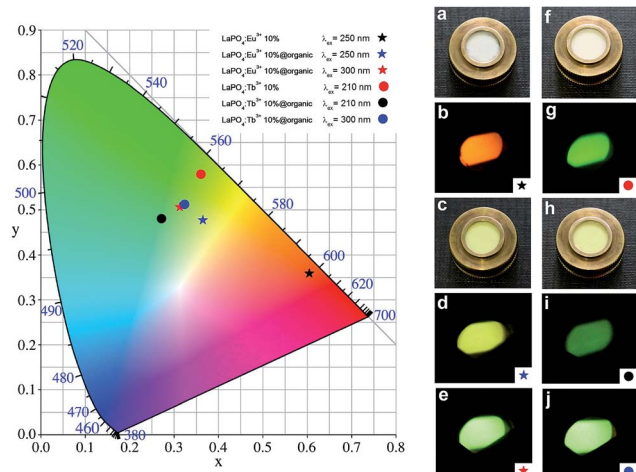 LaPO₄:Eu³⁺ 10% ★ λex = 250 nm
LaPO₄:Eu³⁺ 10%@organic ★ λex = 250 nm
LaPO₄:Eu³⁺ 10%@organic ★ λex = 300 nm
LaPO₄:Tb³⁺ 10% ● λex = 210 nm
LaPO₄:Tb³⁺ 10%@organic ● λex = 210 nm
LaPO₄:Tb³⁺ 10%@organic ● λex = 300 nm
0.9
0.8
0.7
0.6
0.5
y
0.4
0.3
0.2
0.1
0.0
520
540
560
580
600
620
700
500
490
480
470
460
380
0.0 0.1 0.2 0.3 0.4 0.5 0.6 0.7 0.8
x
a f
b g
c h
d i
e j